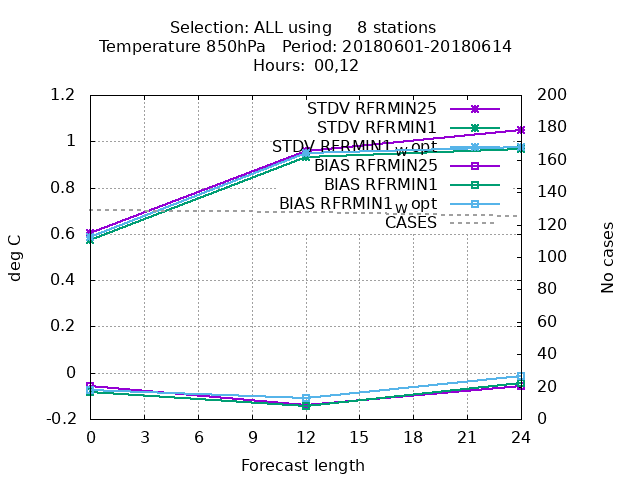 Selection: ALL using     8 stations
Temperature 850hPa   Period: 20180601-20180614
Hours:  00,12
STDV RFRMIN25
STDV RFRMIN1
STDV RFRMIN1_w opt
BIAS RFRMIN25
BIAS RFRMIN1
BIAS RFRMIN1_w opt
CASES
1.2
1
0.8
0.6
0.4
0.2
0
-0.2
deg C
200
180
160
140
120
100
80
60
40
20
0
No cases
0 3 6 9 12 15 18 21 24
Forecast length